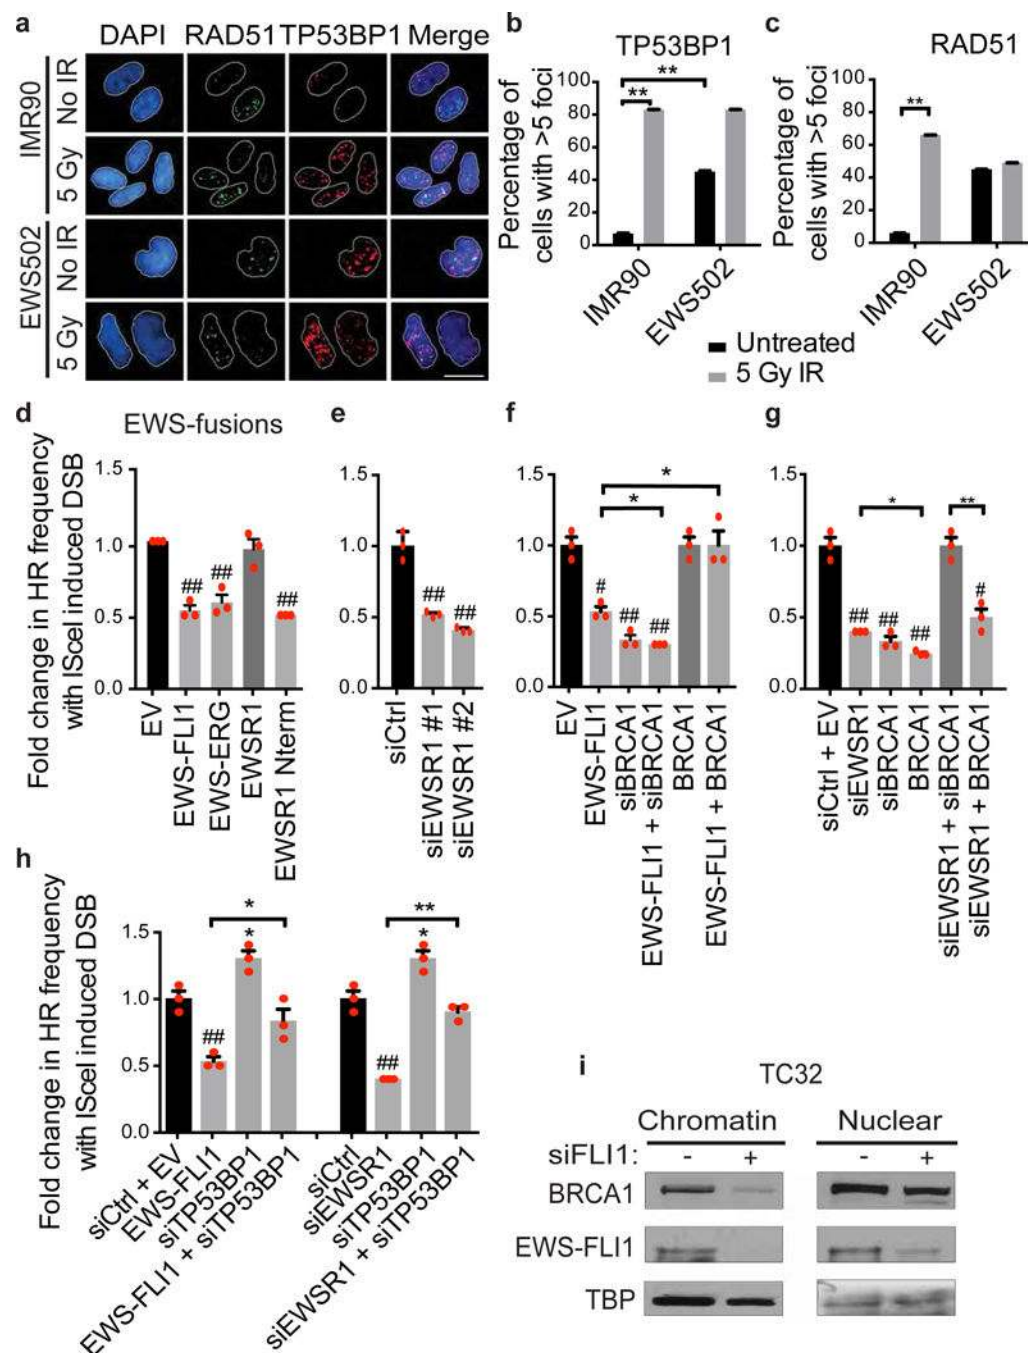 a
DAPI RAD51 TP53BP1 Merge
IMR90
No IR
5 Gy
EWS502
No IR
5 Gy
b
TP53BP1
Percentage of
cells with >5 foci
100
80
60
40
20
0
**
**
IMR90
EWS502
c
RAD51
Percentage of
cells with >5 foci
100
80
60
40
20
0
**
IMR90
EWS502
Untreated
5 Gy IR
d
EWS-fusions
Fold change in HR frequency
with ISceI induced DSB
1.5
1.0
0.5
0.0
##
##
##
EV
EWS-FLI1
EWS-ERG
EWSR1
EWSR1 Nterm
e
1.5
1.0
0.5
0.0
##
##
siCtrl
siEWSR1 #1
siEWSR1 #2
f
1.5
1.0
0.5
0.0
*
*
#
##
##
EV
EWS-FLI1
siBRCA1
EWS-FLI1 + siBRCA1
BRCA1
EWS-FLI1 + BRCA1
g
1.5
1.0
0.5
0.0
*
**
##
##
##
#
siCtrl + EV
siEWSR1
siBRCA1
BRCA1
siEWSR1 + siBRCA1
siEWSR1 + BRCA1
h
Fold change in HR frequency
with ISceI induced DSB
1.5
1.0
0.5
0.0
*
*
##
**
*
##
siCtrl + EV
EWS-FLI1
siTP53BP1
EWS-FLI1 + siTP53BP1
siCtrl
siEWSR1
siTP53BP1
siEWSR1 + siTP53BP1
i
TC32
Chromatin Nuclear
siFLI1: - + - +
BRCA1
EWS-FLI1
TBP